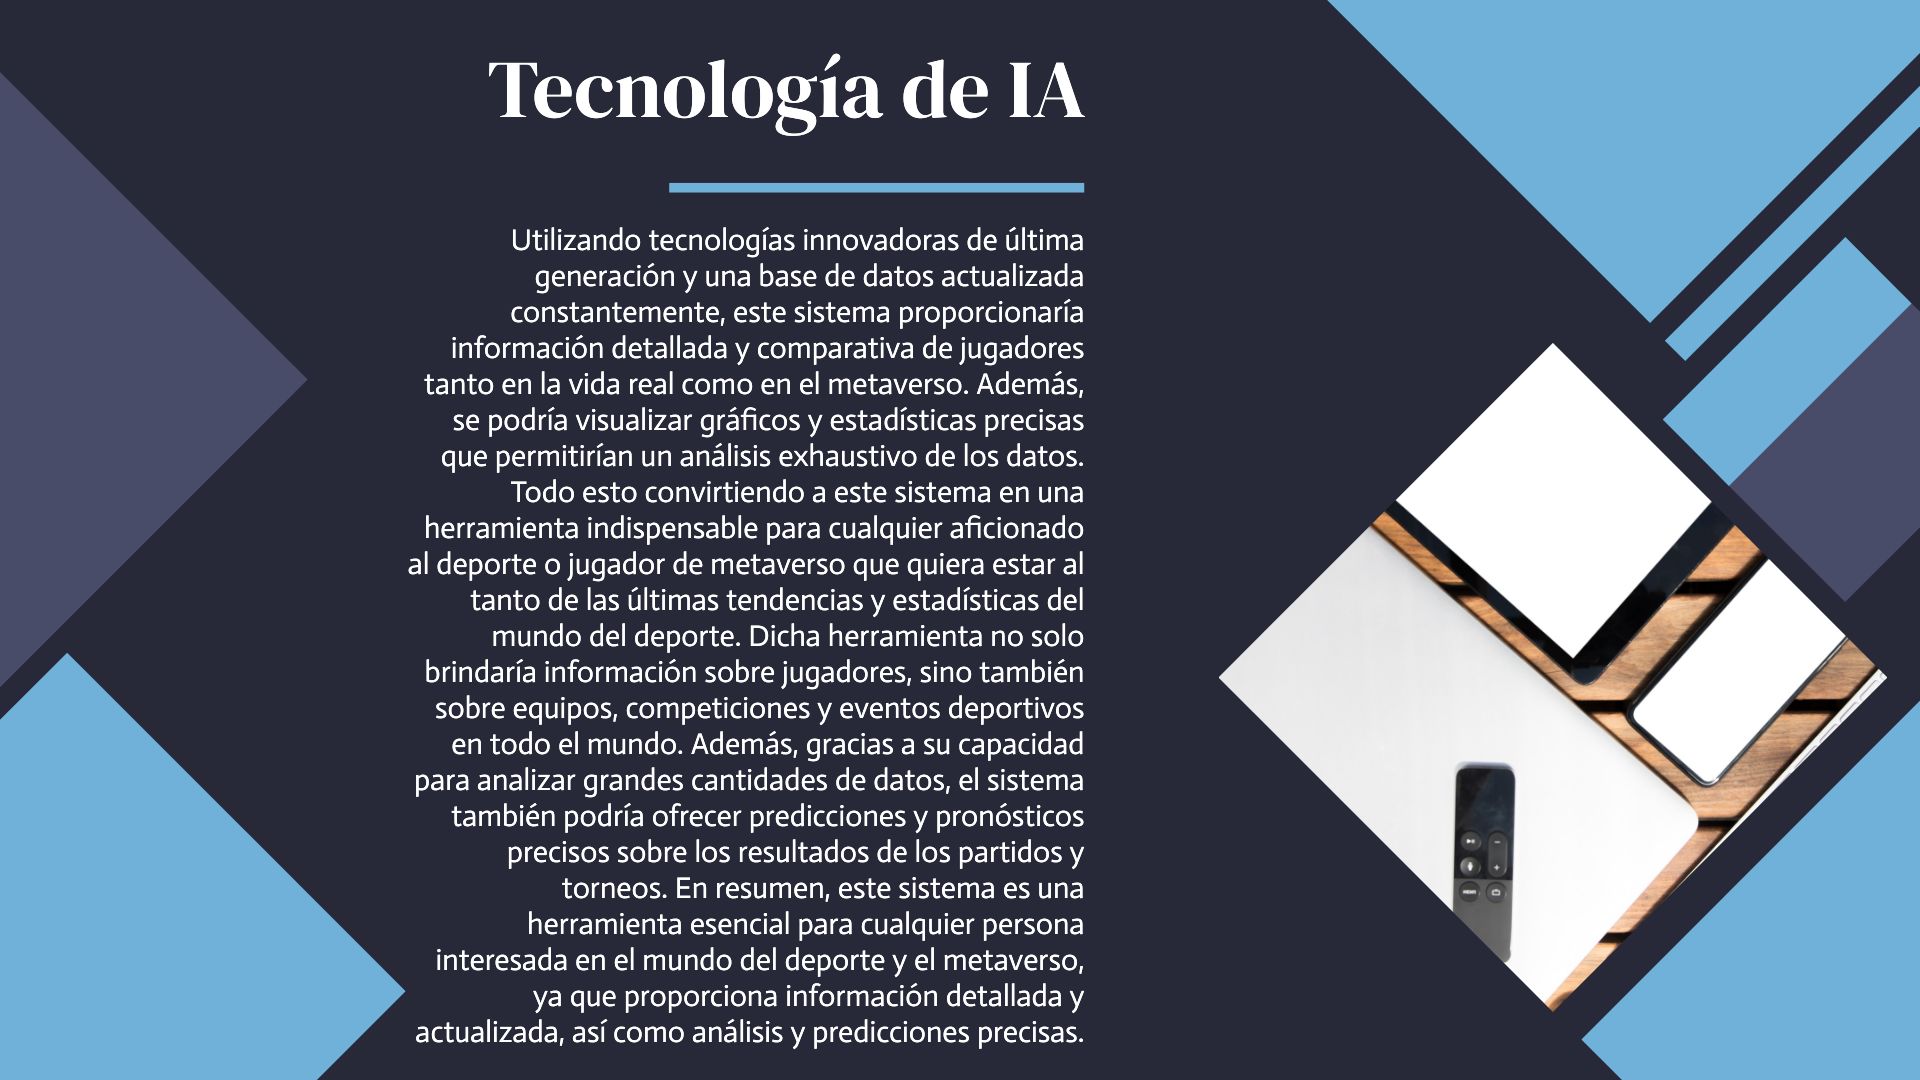 Tecnología de IA
Utilizando tecnologías innovadoras de última
generación y una base de datos actualizada
constantemente, este sistema proporcionaría
información detallada y comparativa de jugadores
tanto en la vida real como en el metaverso. Además,
se podría visualizar gráficos y estadísticas precisas
que permitirían un análisis exhaustivo de los datos.
Todo esto convirtiendo a este sistema en una
herramienta indispensable para cualquier aficionado
al deporte o jugador de metaverso que quiera estar al
tanto de las últimas tendencias y estadísticas del
mundo del deporte. Dicha herramienta no solo
brindaría información sobre jugadores, sino también
sobre equipos, competiciones y eventos deportivos
en todo el mundo. Además, gracias a su capacidad
para analizar grandes cantidades de datos, el sistema
también podría ofrecer predicciones y pronósticos
precisos sobre los resultados de los partidos y
torneos. En resumen, este sistema es una
herramienta esencial para cualquier persona
interesada en el mundo del deporte y el metaverso,
ya que proporciona información detallada y
actualizada, así como análisis y predicciones precisas.
MENU